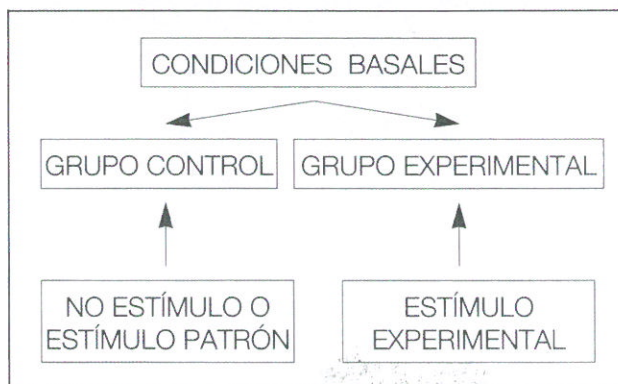 CONDICIONES BASALES
GRUPO CONTROL
GRUPO EXPERIMENTAL
NO ESTÍMULO O
ESTÍMULO PATRÓN
ESTÍMULO
EXPERIMENTAL